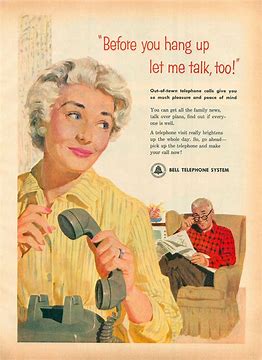 "Before you hang up
let me talk, too!"
Out-of-town telephone calls give you
so much pleasure and peace of mind
You can get all the family news,
talk over plans, find out if every-
one is well.
A telephone visit really brightens
up the whole day. So, go ahead—
pick up the telephone and make
your call now!
BELL TELEPHONE SYSTEM